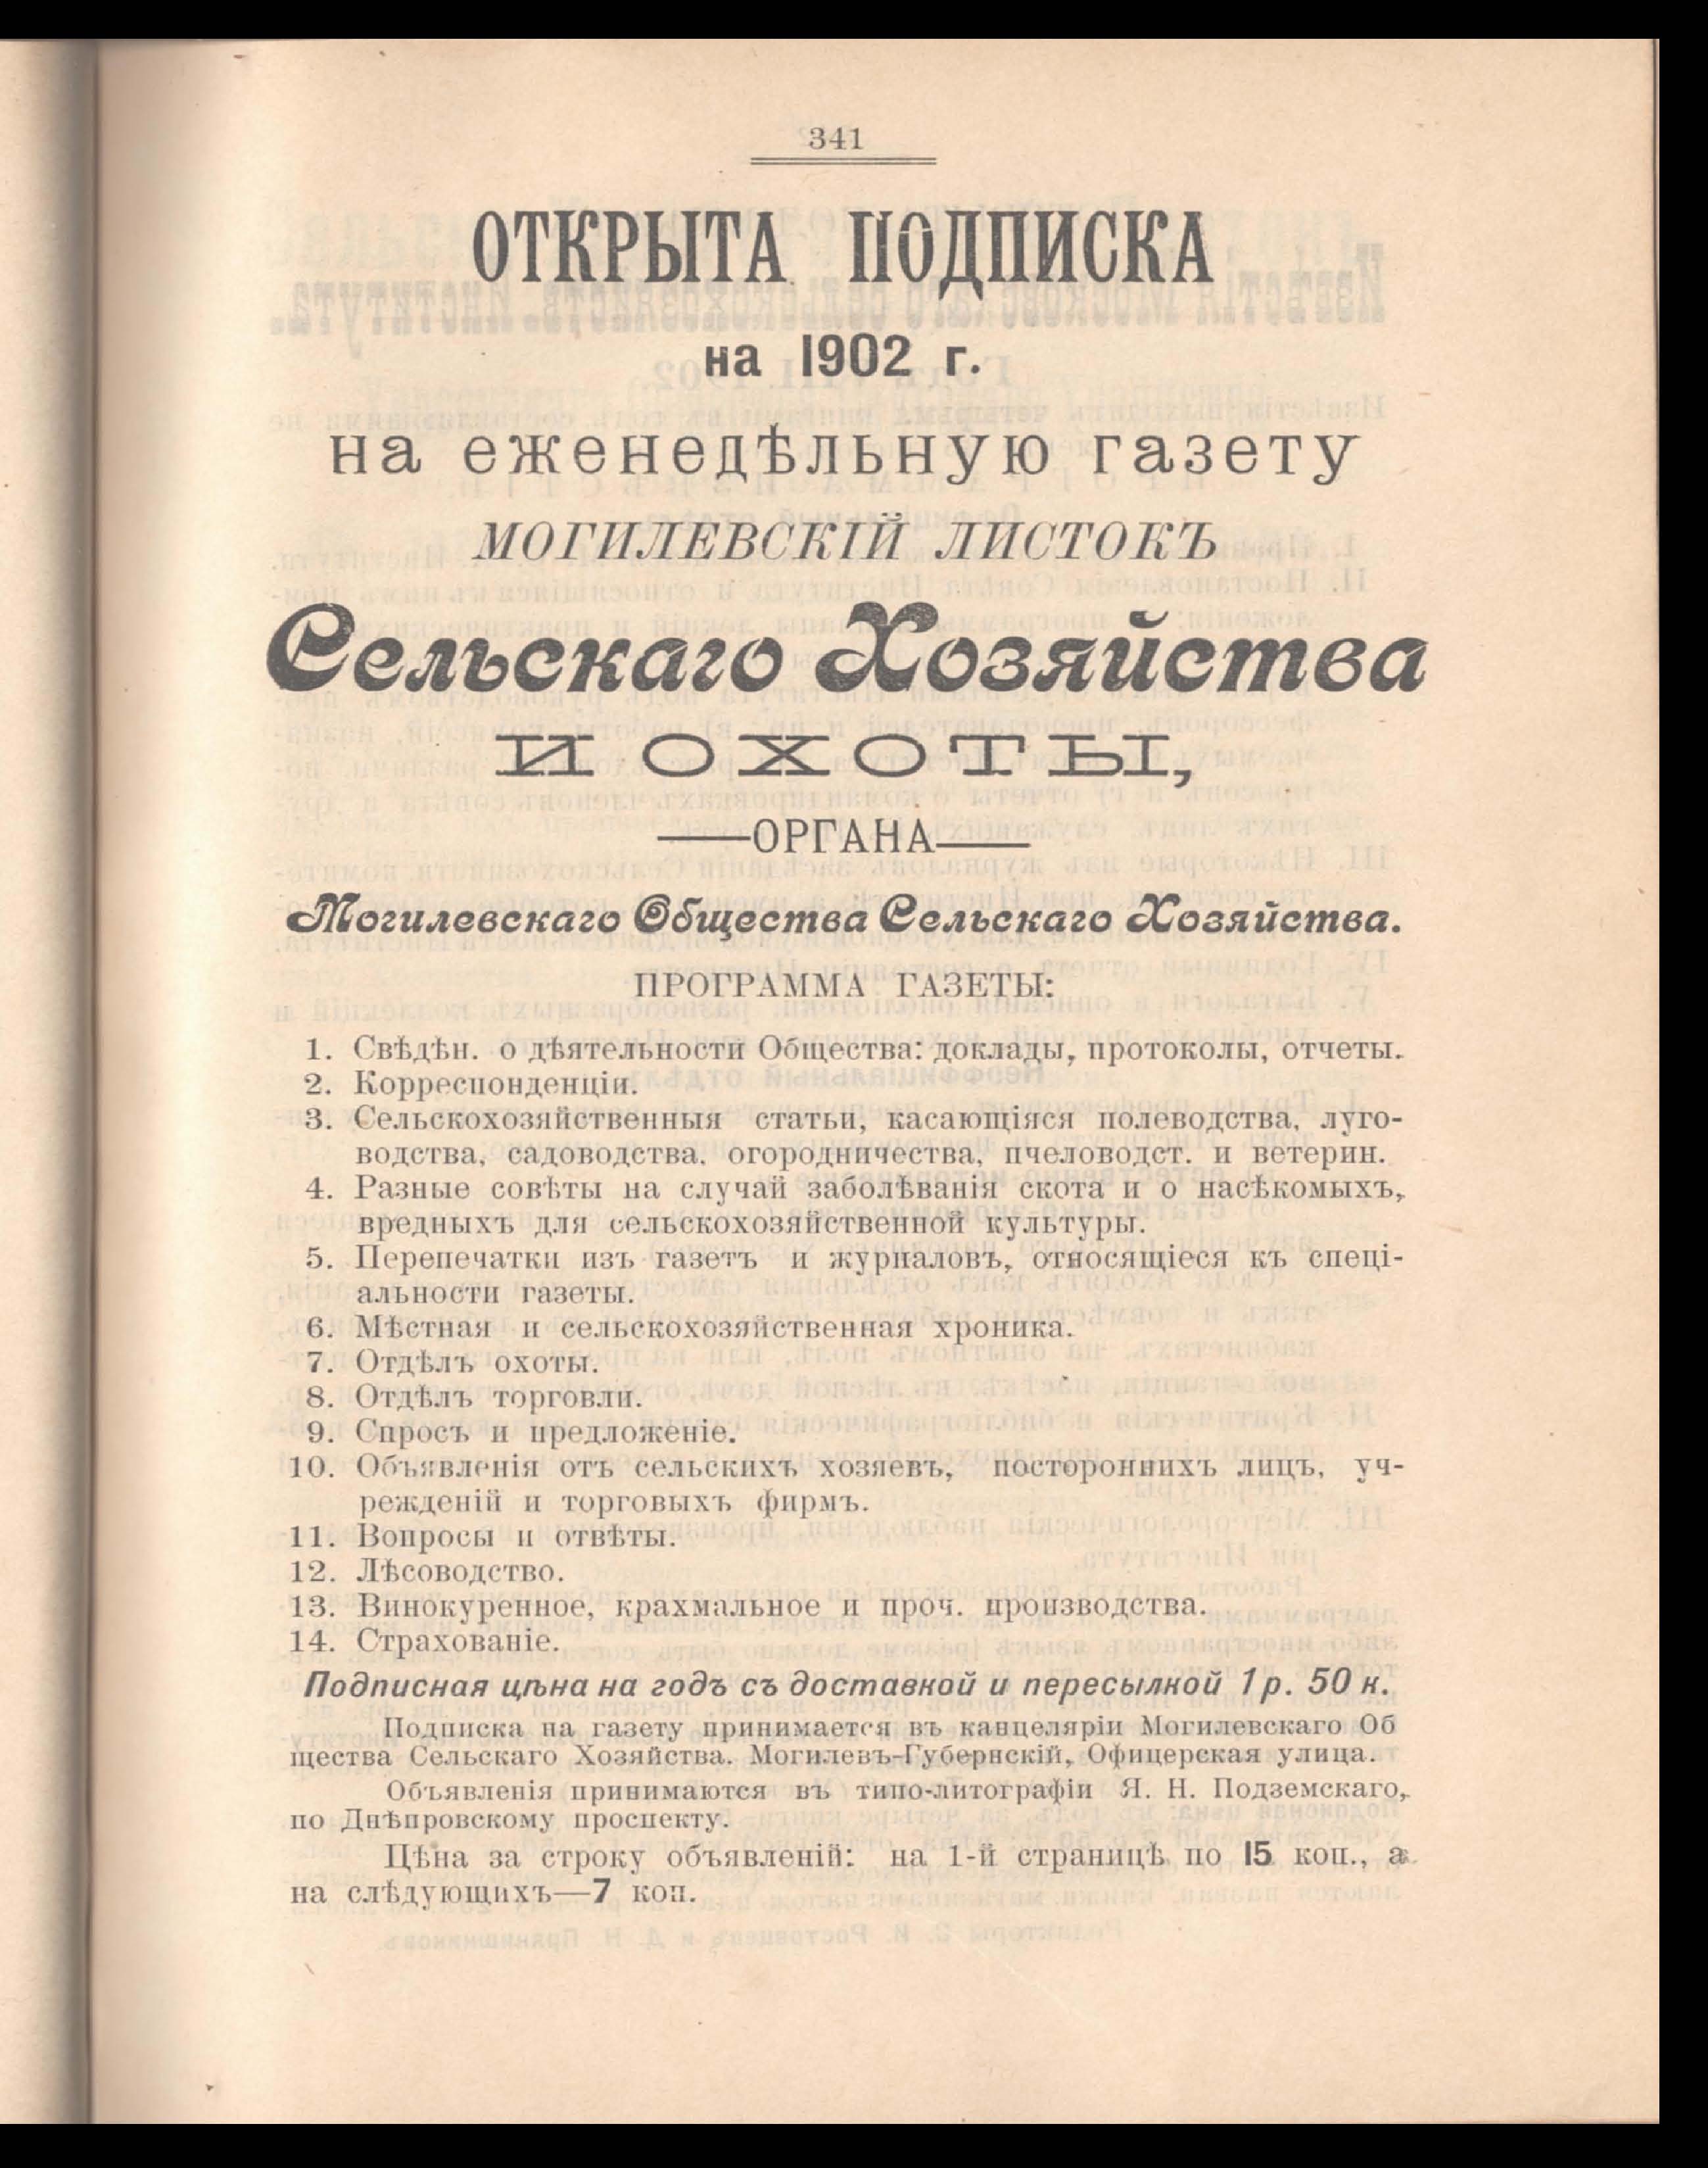 341
ОТКРЫТА ПОДПИСКА
на 1902 г.
на еженедѣльную газету
МОГИЛЕВСКІЙ ЛИСТОКЪ
Сельскаго Хозяйства
И ОХОТЫ,
—ОРГАНА—
Могилевскаго Общества Сельскаго Хозяйства.
ПРОГРАММА ГАЗЕТЫ:
1. Свѣдѣн. о дѣятельности Общества: доклады, протоколы, отчеты.
2. Корреспонденціи.
3. Сельскохозяйственныя статьи, касающіяся полеводства, луго-
водства, садоводства, огородничества, пчеловодст. и ветерин.
4. Разные совѣты на случай заболѣванія скота и о насѣкомыхъ,
вредныхъ для сельскохозяйственной культуры.
5. Перепечатки изъ газетъ и журналовъ, относящіеся къ спеці-
альности газеты.
6. Мѣстная и сельскохозяйственная хроника.
7. Отдѣлъ охоты.
8. Отдѣлъ торговли.
9. Спросъ и предложеніе.
10. Объявленія отъ сельскихъ хозяевъ, постороннихъ лицъ, уч-
режденій и торговыхъ фирмъ.
11. Вопросы и отвѣты.
12. Лѣсоводство.
13. Винокуренное, крахмальное и проч. производства.
14. Страхованіе.
Подписная цѣна на годъ съ доставкой и пересылкой 1 р. 50 к.
Подписка на газету принимается въ канцеляріи Могилевскаго Об
щества Сельскаго Хозяйства. Могилевъ-Губернскій, Офицерская улица.
Объявленія принимаются въ типо-литографіи Я. Н. Подземскаго,
по Днѣпровскому проспекту.
Цѣна за строку объявленій: на 1-й страницѣ по 15 коп., а
на слѣдующихъ—7 коп.